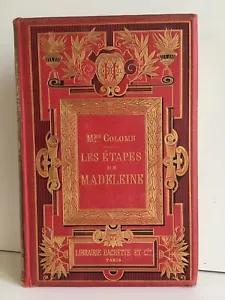 Mme COLOMB
LES ÉTAPES
DE
MADELEINE
LIBRAIRIE HACHETTE ET Cie
PARIS